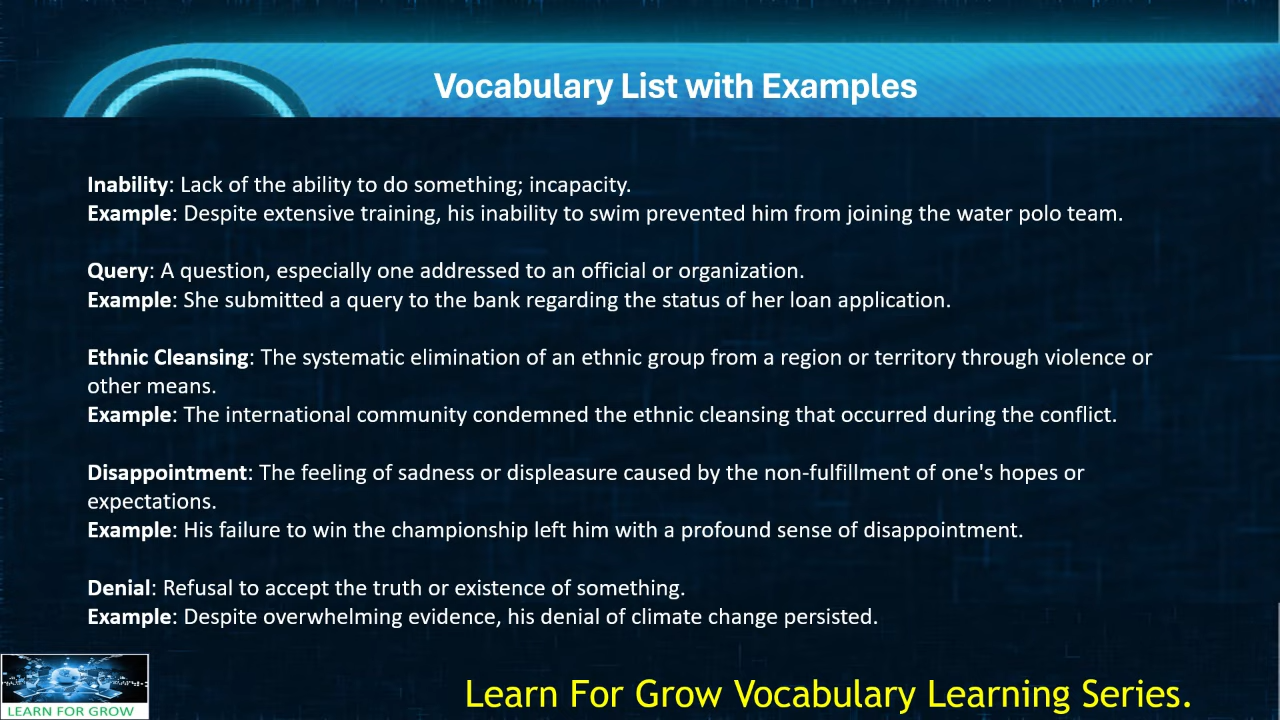 Vocabulary List with Examples
Inability: Lack of the ability to do something; incapacity.
Example: Despite extensive training, his inability to swim prevented him from joining the water polo team.
Query: A question, especially one addressed to an official or organization.
Example: She submitted a query to the bank regarding the status of her loan application.
Ethnic Cleansing: The systematic elimination of an ethnic group from a region or territory through violence or
other means.
Example: The international community condemned the ethnic cleansing that occurred during the conflict.
Disappointment: The feeling of sadness or displeasure caused by the non-fulfillment of one's hopes or
expectations.
Example: His failure to win the championship left him with a profound sense of disappointment.
Denial: Refusal to accept the truth or existence of something.
Example: Despite overwhelming evidence, his denial of climate change persisted.
LEARN FOR GROW
Learn For Grow Vocabulary Learning Series.